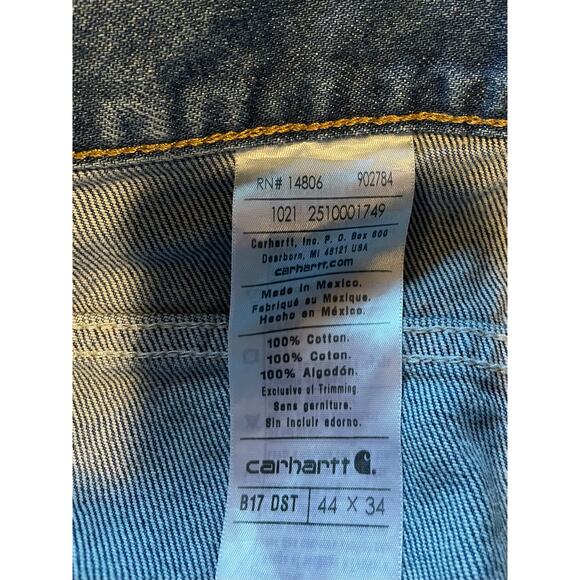 RN# 14806 902784
1021 2510001749
Carhartt, Inc. P. O. Box 600
Dearborn, MI 48121 USA
carhartt.com
Made in Mexico.
Fabriqué au Mexique.
Hecho en México.
100% Cotton.
100% Coton.
100% Algodón.
Exclusive of Trimming.
Sans garniture.
Sin incluir adorno.
carhartt
B17 DST 44 X 34